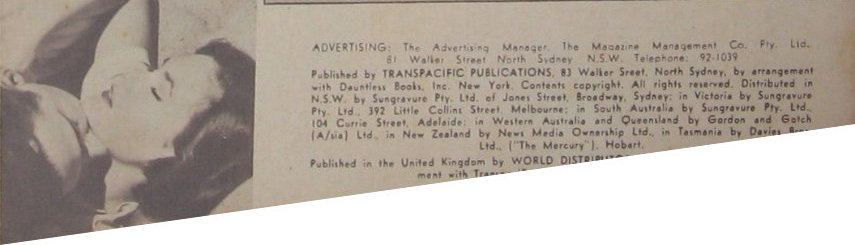 ADVERTISING: The Advertising Manager, The Magazine Management Co. Pty. Ltd.
81 Walker Street North Sydney N.S.W. Telephone: 92-1039
Published by TRANSPACIFIC PUBLICATIONS, 83 Walker Sreet, North Sydney, by arrangement
with Dauntless Books, Inc. New York. Contents copyright. All rights reserved. Distributed in
N.S.W. by Sungravure Pty. Ltd. of Jones Street, Broadway, Sydney; in Victoria by Sungravure
Pty. Ltd., 392 Little Collins Street Melbourne; in South Australia by Sungravure Pty. Ltd.,
104 Currie Street, Adelaide; in Western Australia and Queensland by Gordon and Gotch
(A/sia) Ltd., in New Zealand by News Media Ownership Ltd., in Tasmania by Davies
Ltd., ("The Mercury"), Hobart.
Published in the United Kingdom by WORLD
ment with